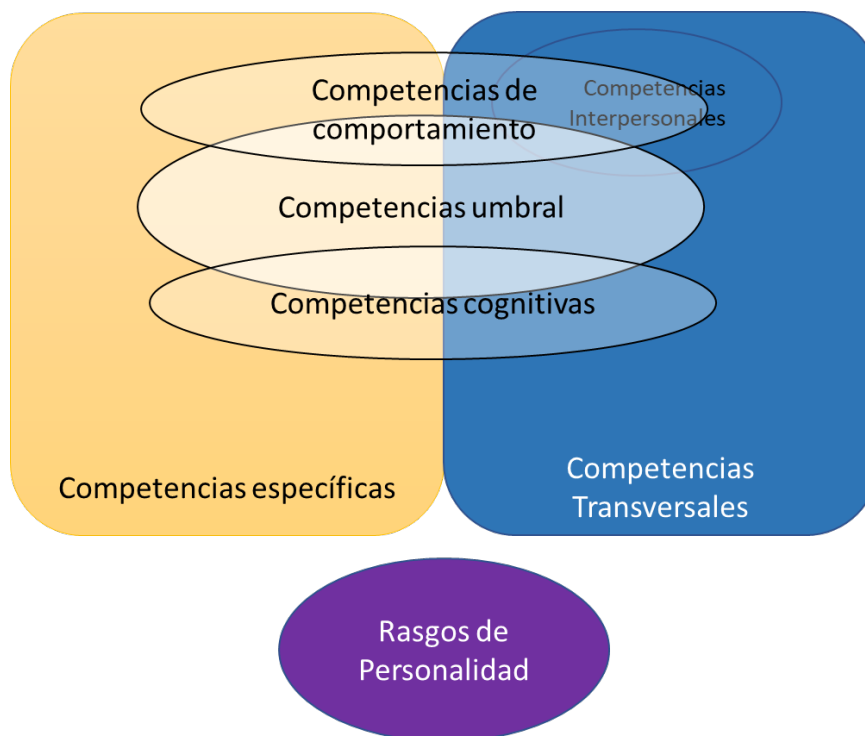 Competencias de
comportamiento
Competencias
Interpersonales
Competencias umbral
Competencias cognitivas
Competencias específicas
Competencias
Transversales
Rasgos de
Personalidad